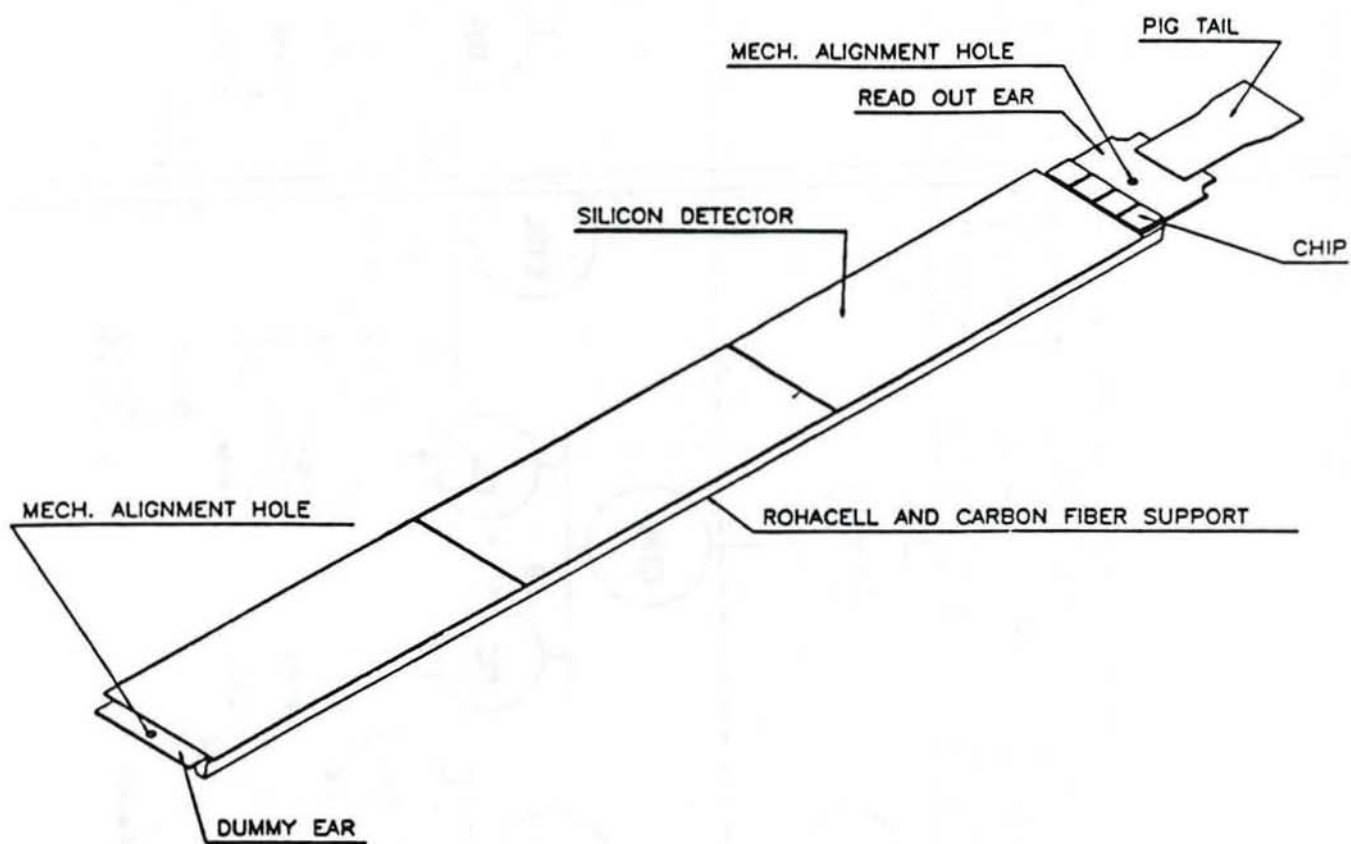 PIG TAIL
MECH. ALIGNMENT HOLE
READ OUT EAR
SILICON DETECTOR
CHIP
MECH. ALIGNMENT HOLE
ROHACELL AND CARBON FIBER SUPPORT
DUMMY EAR